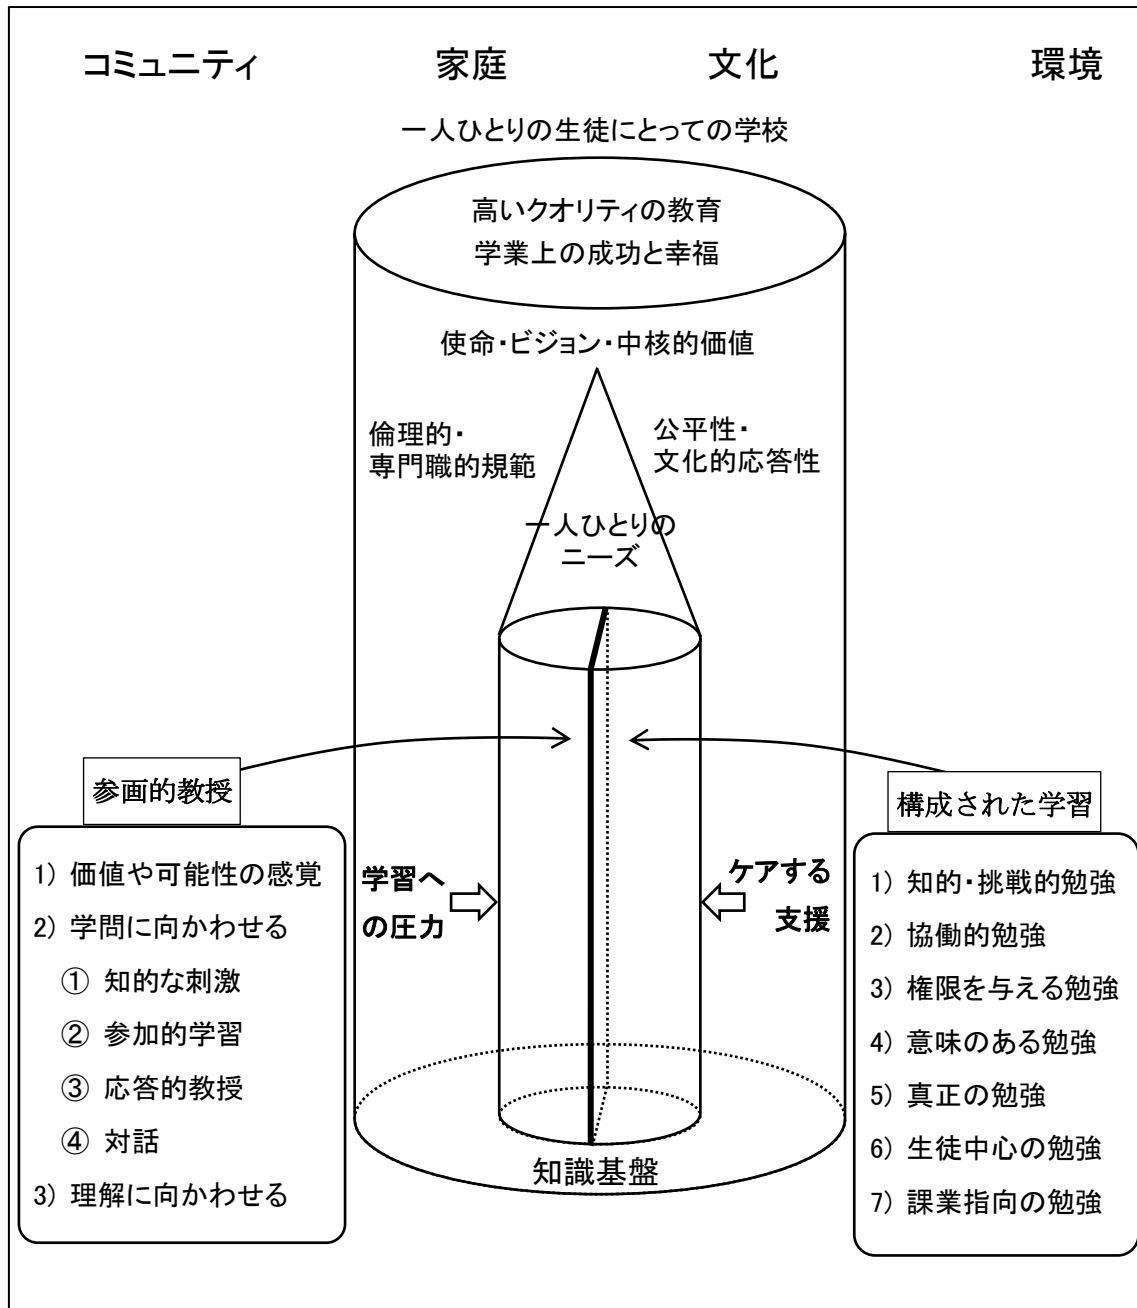 コミュニティ 家庭 文化 環境
一人ひとりの生徒にとっての学校
高いクオリティの教育
学業上の成功と幸福
使命・ビジョン・中核的価値
倫理的・
専門職的規範
公平性・
文化的応答性
一人ひとりの
ニーズ
参画的教授
1) 価値や可能性の感覚
2) 学問に向かわせる
① 知的な刺激
② 参加的学習
③ 応答的教授
④ 対話
3) 理解に向かわせる
学習へ
の圧力
ケアする
支援
知識基盤
構成された学習
1) 知的・挑戦的勉強
2) 協働的勉強
3) 権限を与える勉強
4) 意味のある勉強
5) 真正の勉強
6) 生徒中心の勉強
7) 課業指向の勉強